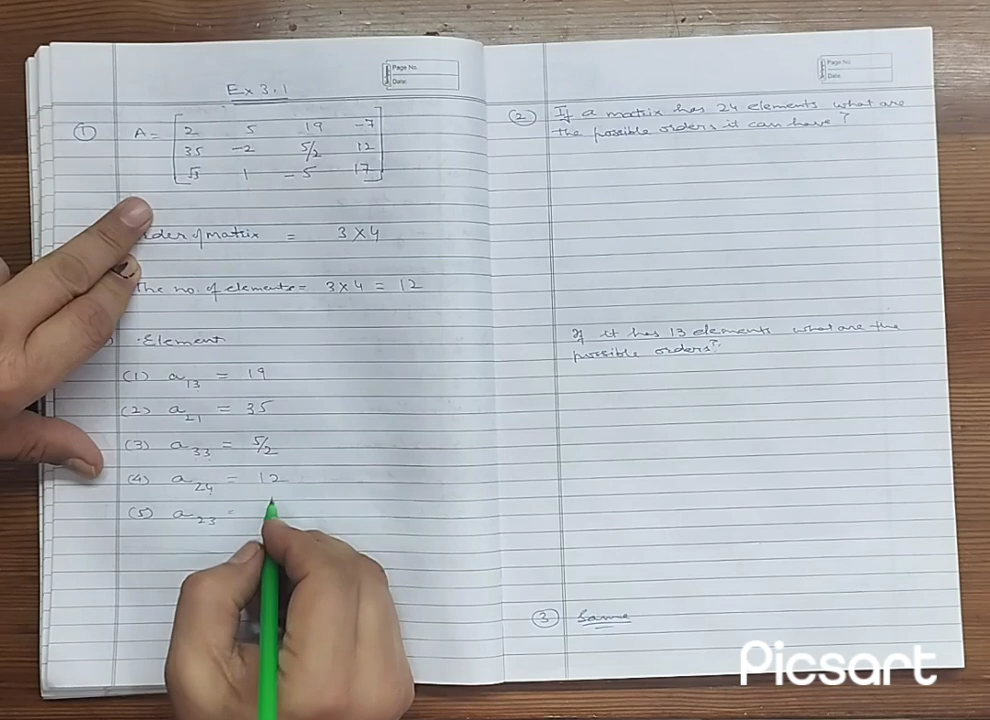 Page No.
Date:
Ex 3.1
① A = [ 2 5 19 -7
35 -2 5/2 12
√3 1 -5 17 ]
of matrix = 3 × 4
The no. of elements = 3 × 4 = 12
Element
(1) a13 = 19
(2) a21 = 35
(3) a33 = 5/2
(4) a24 = 12
(5) a23 =
Page No.
Date:
② If a matrix has 24 elements what are
the possible orders it can have?
If it has 13 elements what are the
possible orders?
③ Same
Picsart